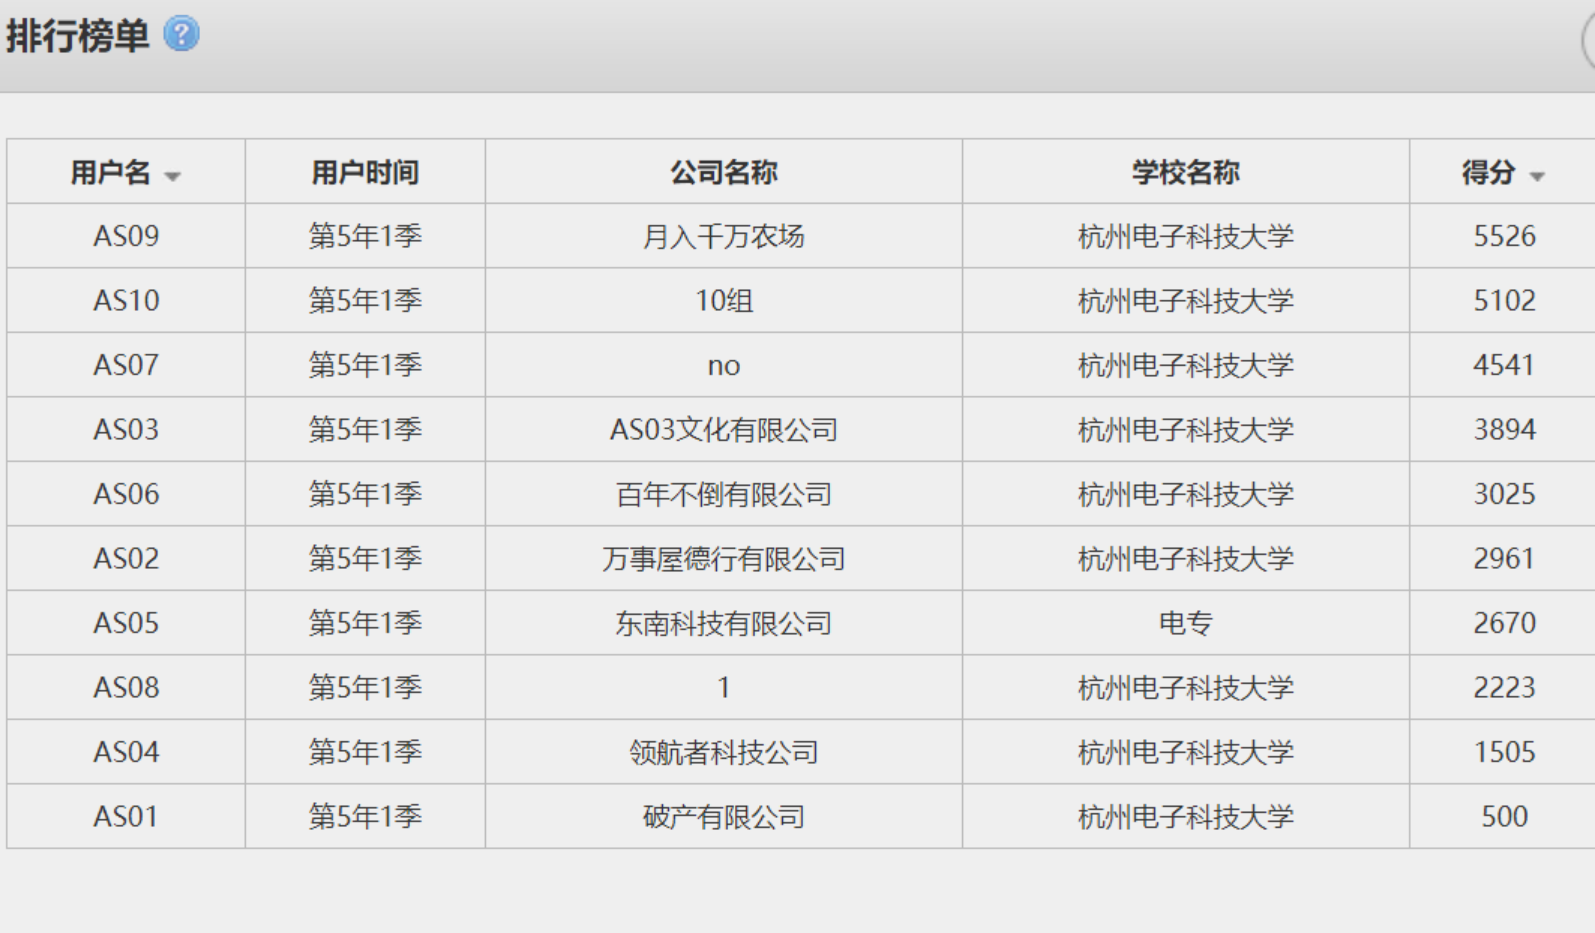 排行榜单 ?
用户名 用户时间 公司名称 学校名称 得分
AS09 第5年1季 月入千万农场 杭州电子科技大学 5526
AS10 第5年1季 10组 杭州电子科技大学 5102
AS07 第5年1季 no 杭州电子科技大学 4541
AS03 第5年1季 AS03文化有限公司 杭州电子科技大学 3894
AS06 第5年1季 百年不倒有限公司 杭州电子科技大学 3025
AS02 第5年1季 万事屋德行有限公司 杭州电子科技大学 2961
AS05 第5年1季 东南科技有限公司 电专 2670
AS08 第5年1季 1 杭州电子科技大学 2223
AS04 第5年1季 领航者科技公司 杭州电子科技大学 1505
AS01 第5年1季 破产有限公司 杭州电子科技大学 500